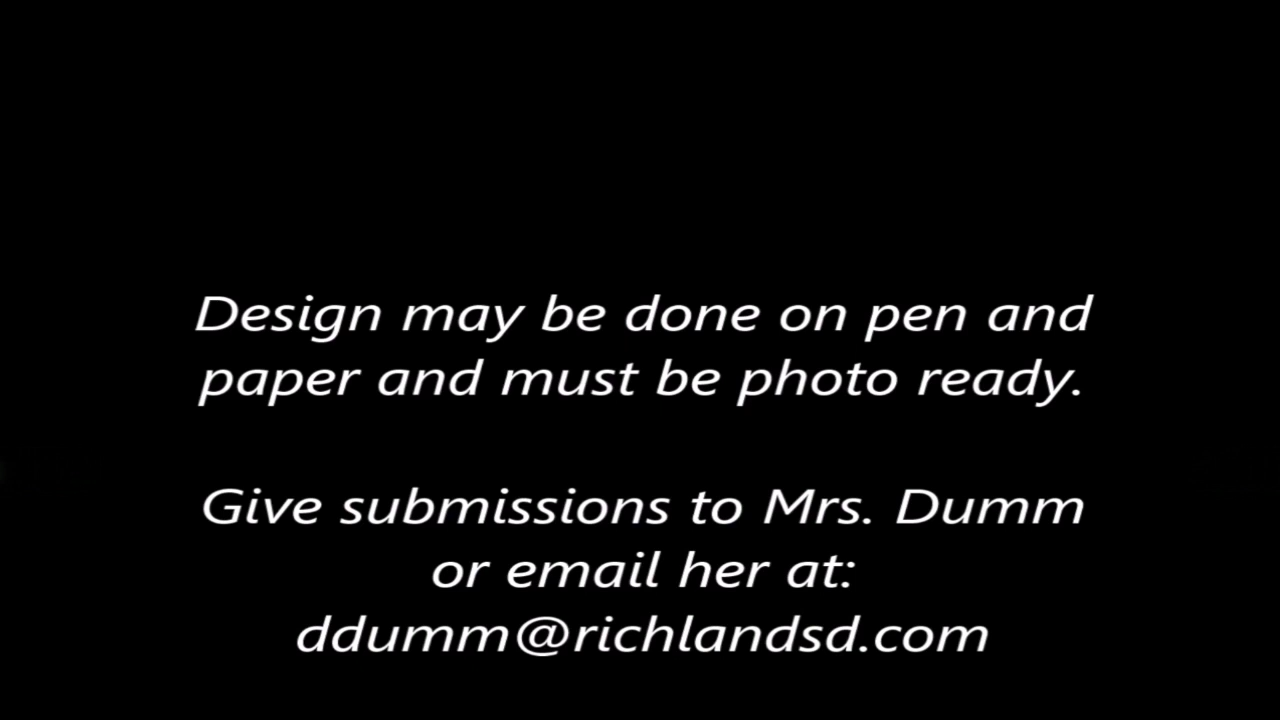 Design may be done on pen and
paper and must be photo ready.
Give submissions to Mrs. Dumm
or email her at:
ddumm@richlandsd.com